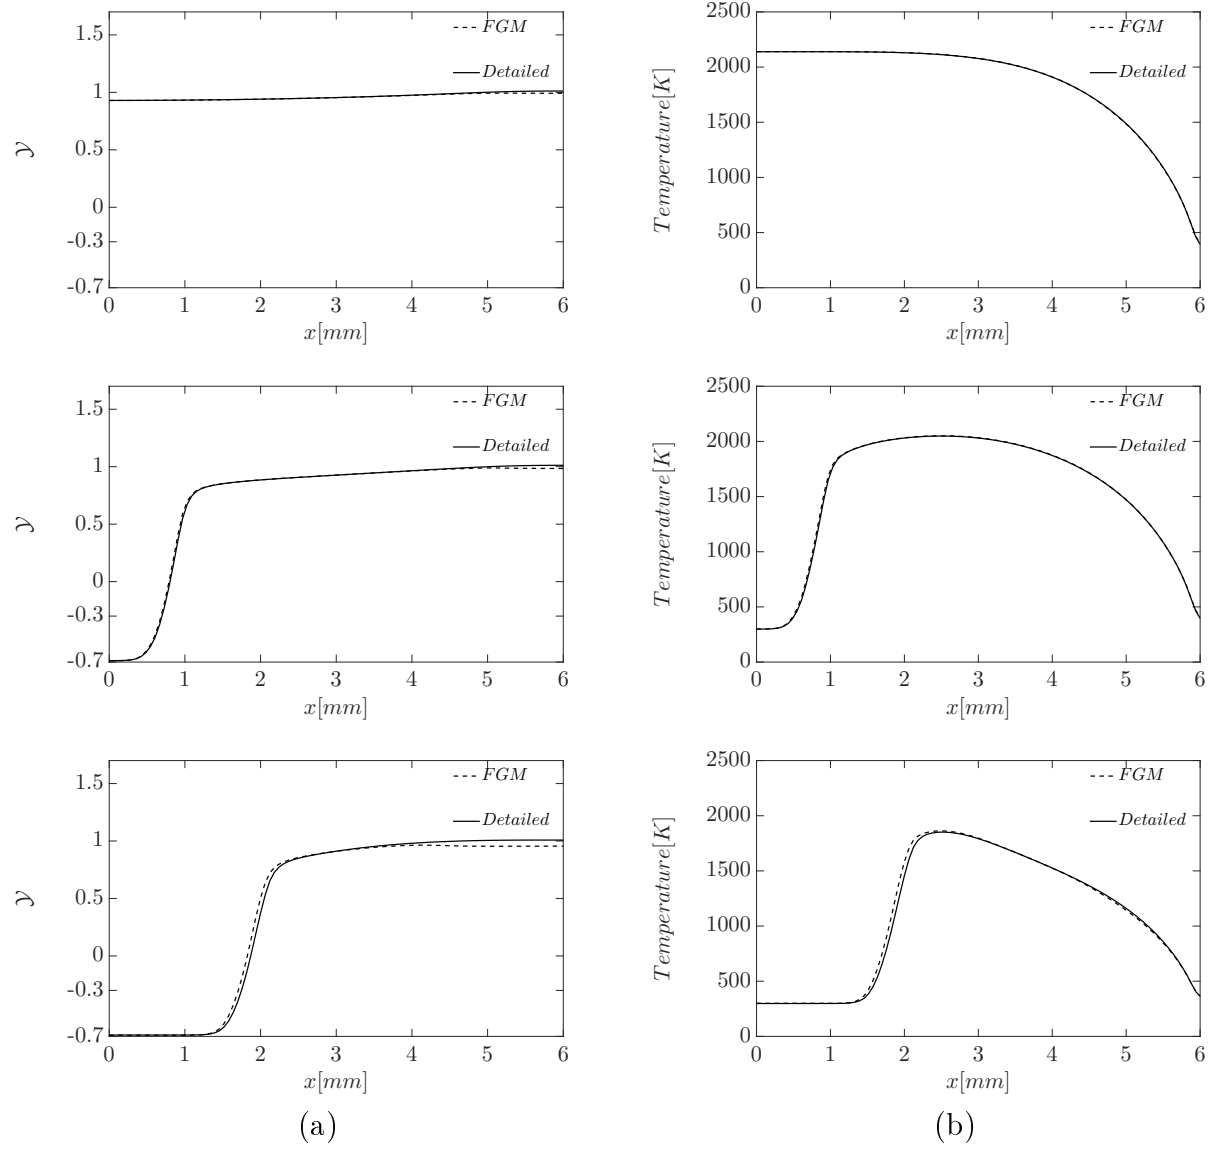 1.5
1
0.5
0
-0.3
-0.7
𝒴
FGM
Detailed
0 1 2 3 4 5 6
x[mm]
2500
2000
1500
1000
500
0
Temperature[K]
FGM
Detailed
0 1 2 3 4 5 6
x[mm]
1.5
1
0.5
0
-0.3
-0.7
𝒴
FGM
Detailed
0 1 2 3 4 5 6
x[mm]
2500
2000
1500
1000
500
0
Temperature[K]
FGM
Detailed
0 1 2 3 4 5 6
x[mm]
1.5
1
0.5
0
-0.3
-0.7
𝒴
FGM
Detailed
0 1 2 3 4 5 6
x[mm]
2500
2000
1500
1000
500
0
Temperature[K]
FGM
Detailed
0 1 2 3 4 5 6
x[mm]
(a)
(b)